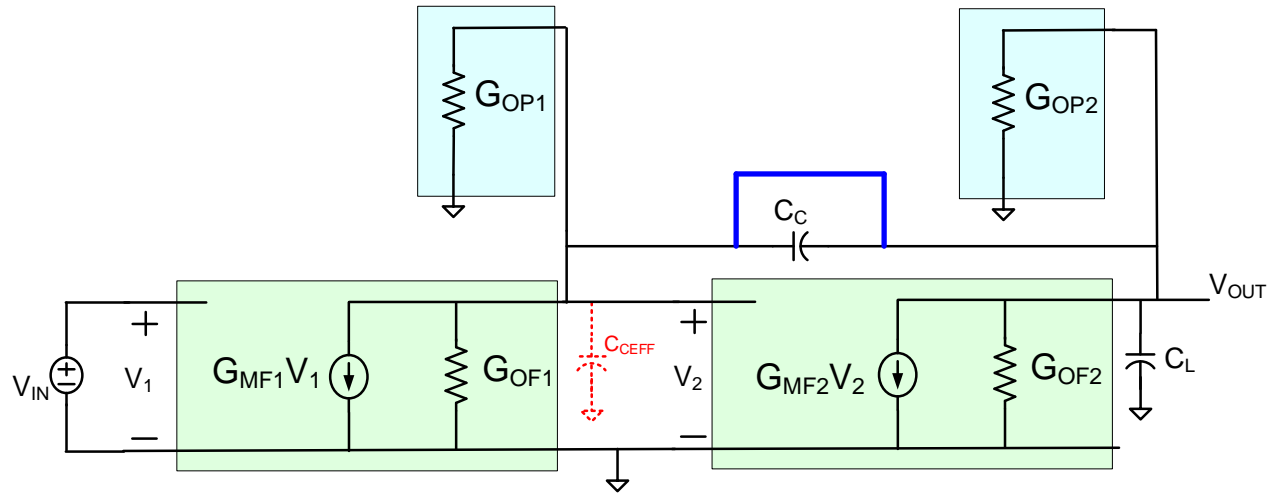 G_OP1
G_OP2
C_C
V_OUT
+
V_1
−
V_IN
+
−
G_MF1V_1
G_OF1
C_CEFF
+
V_2
−
G_MF2V_2
G_OF2
C_L